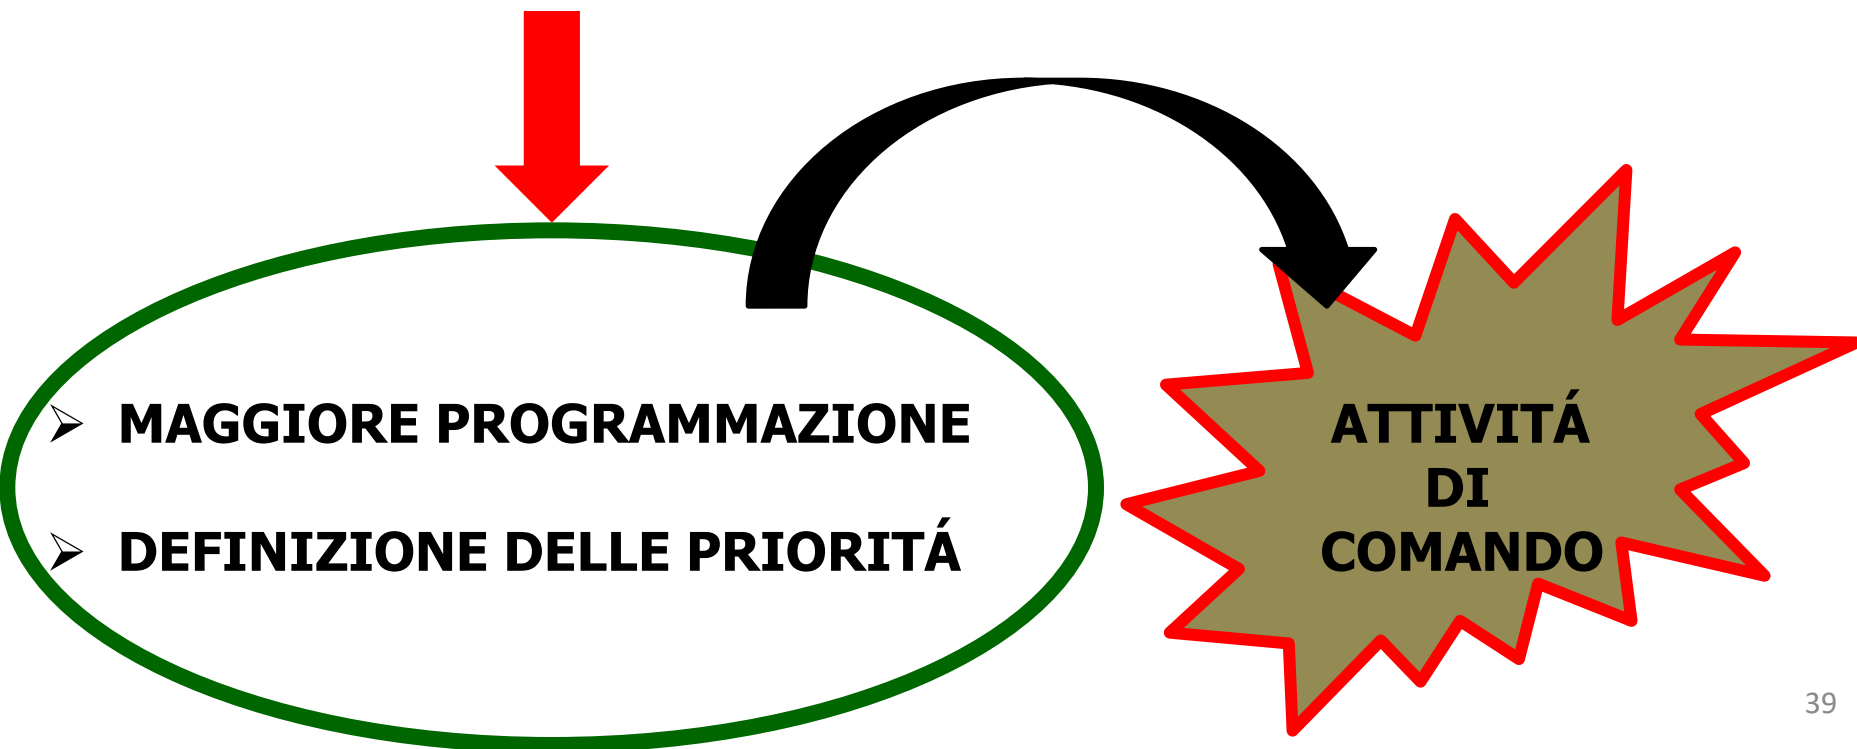 ➢ MAGGIORE PROGRAMMAZIONE
➢ DEFINIZIONE DELLE PRIORITÁ
ATTIVITÁ
DI
COMANDO
39